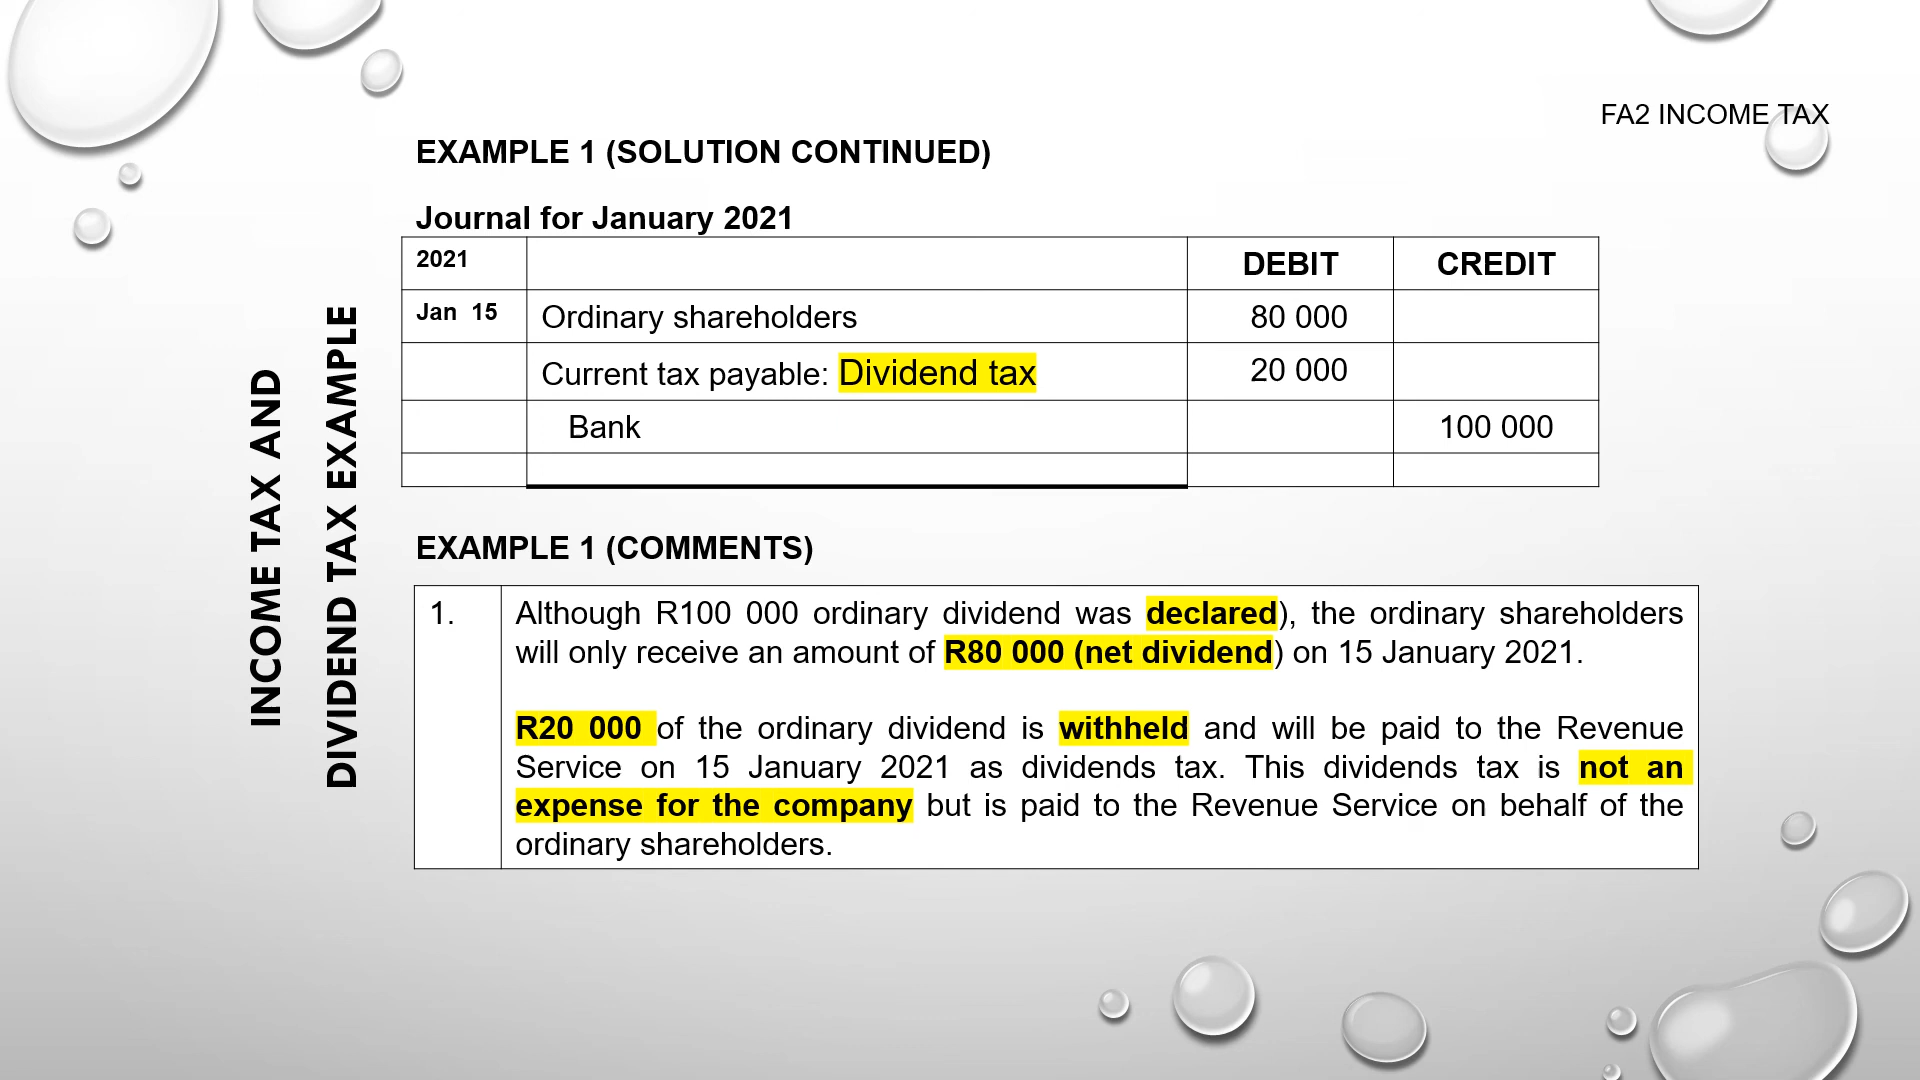 FA2 INCOME TAX
INCOME TAX AND
DIVIDEND TAX EXAMPLE
EXAMPLE 1 (SOLUTION CONTINUED)
Journal for January 2021
2021 DEBIT CREDIT
Jan 15 Ordinary shareholders 80 000
Current tax payable: Dividend tax 20 000
Bank 100 000
EXAMPLE 1 (COMMENTS)
1. Although R100 000 ordinary dividend was declared), the ordinary shareholders
will only receive an amount of R80 000 (net dividend) on 15 January 2021.
R20 000 of the ordinary dividend is withheld and will be paid to the Revenue
Service on 15 January 2021 as dividends tax. This dividends tax is not an
expense for the company but is paid to the Revenue Service on behalf of the
ordinary shareholders.